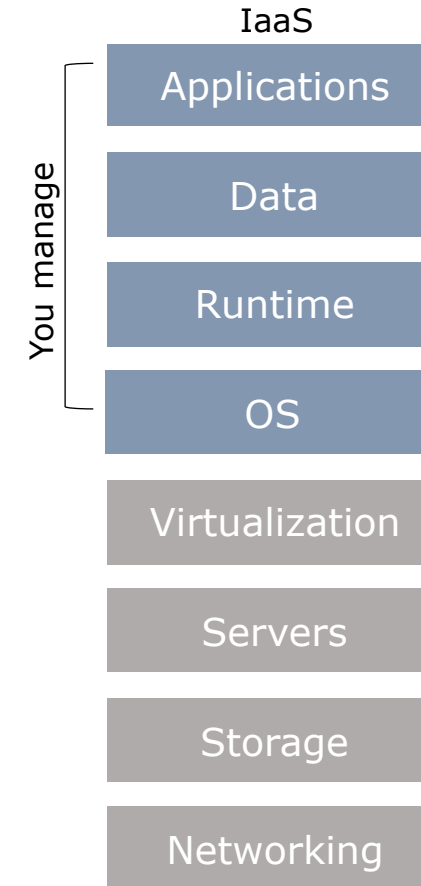 IaaS
You manage
Applications
Data
Runtime
OS
Virtualization
Servers
Storage
Networking